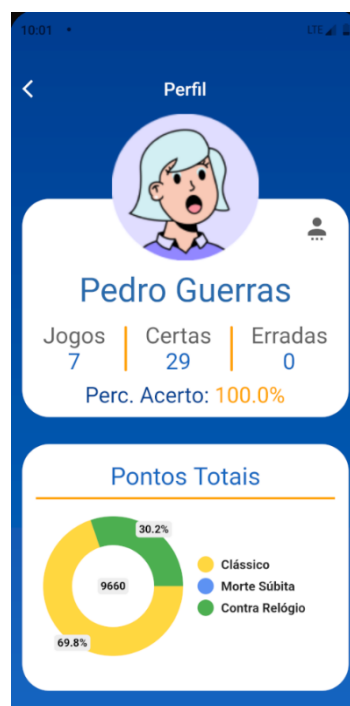 10:01 LTE
Perfil
Pedro Guerras
Jogos Certas Erradas
7 29 0
Perc. Acerto: 100.0%
Pontos Totais
30.2%
Clássico
9660 Morte Súbita
Contra Relógio
69.8%